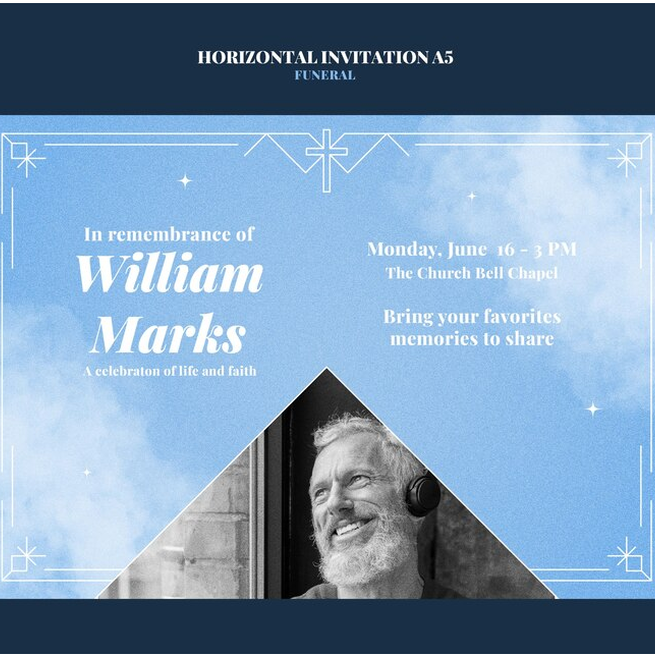 HORIZONTAL INVITATION A5
FUNERAL
In remembrance of
William
Marks
A celebraton of life and faith
Monday, June 16 - 3 PM
The Church Bell Chapel
Bring your favorites
memories to share